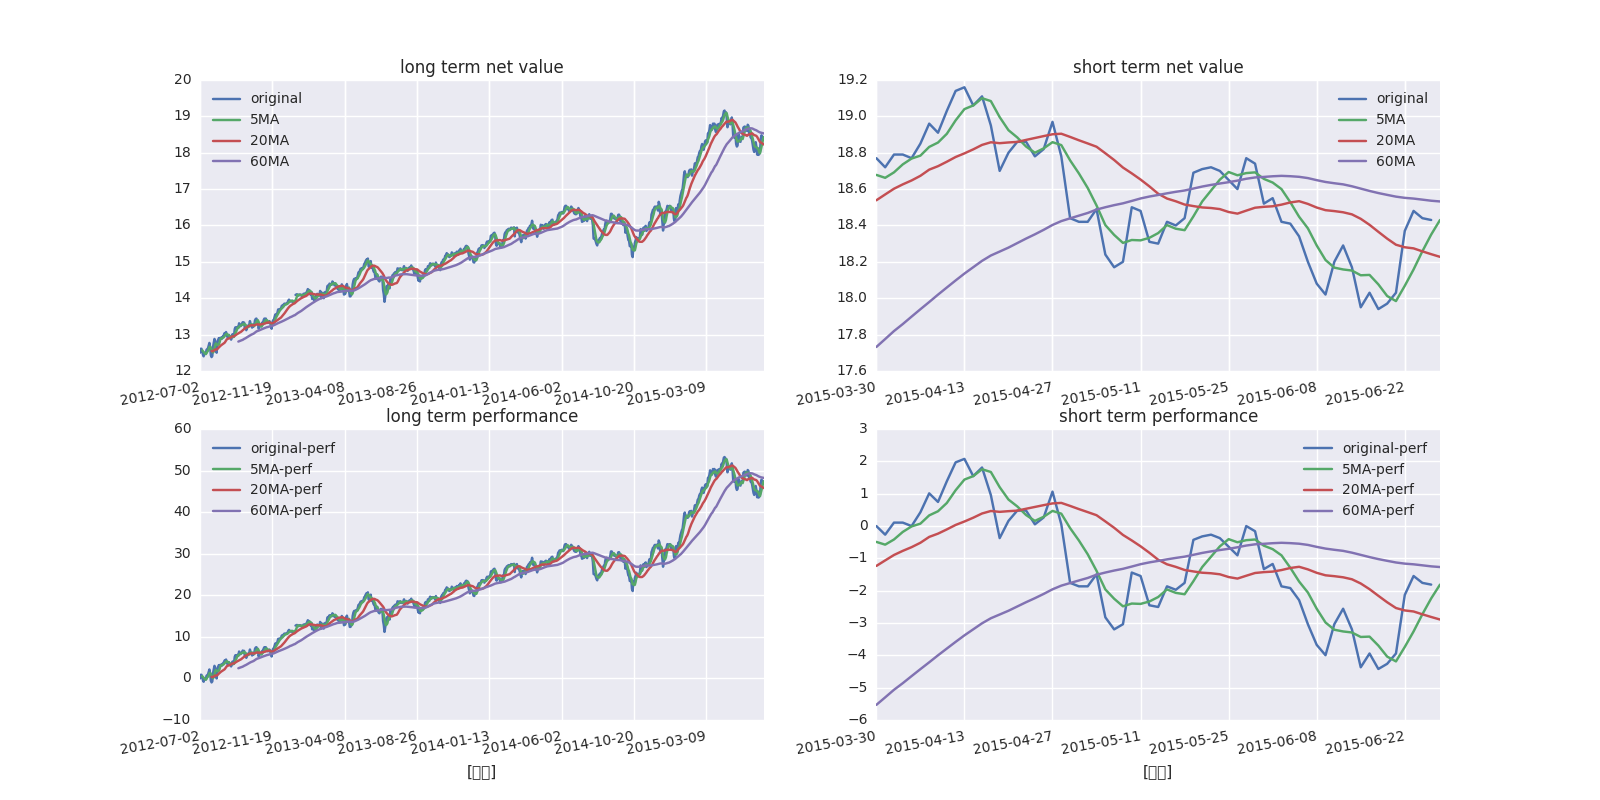 long term net value
20
19
18
17
16
15
14
13
12
original
5MA
20MA
60MA
2012-07-02 2012-11-19 2013-04-08 2013-08-26 2014-01-13 2014-06-02 2014-10-20 2015-03-09
short term net value
19.2
19.0
18.8
18.6
18.4
18.2
18.0
17.8
17.6
original
5MA
20MA
60MA
2015-03-30 2015-04-13 2015-04-27 2015-05-11 2015-05-25 2015-06-08 2015-06-22
long term performance
60
50
40
30
20
10
0
−10
original-perf
5MA-perf
20MA-perf
60MA-perf
2012-07-02 2012-11-19 2013-04-08 2013-08-26 2014-01-13 2014-06-02 2014-10-20 2015-03-09
[▯▯]
short term performance
3
2
1
0
−1
−2
−3
−4
−5
−6
original-perf
5MA-perf
20MA-perf
60MA-perf
2015-03-30 2015-04-13 2015-04-27 2015-05-11 2015-05-25 2015-06-08 2015-06-22
[▯▯]